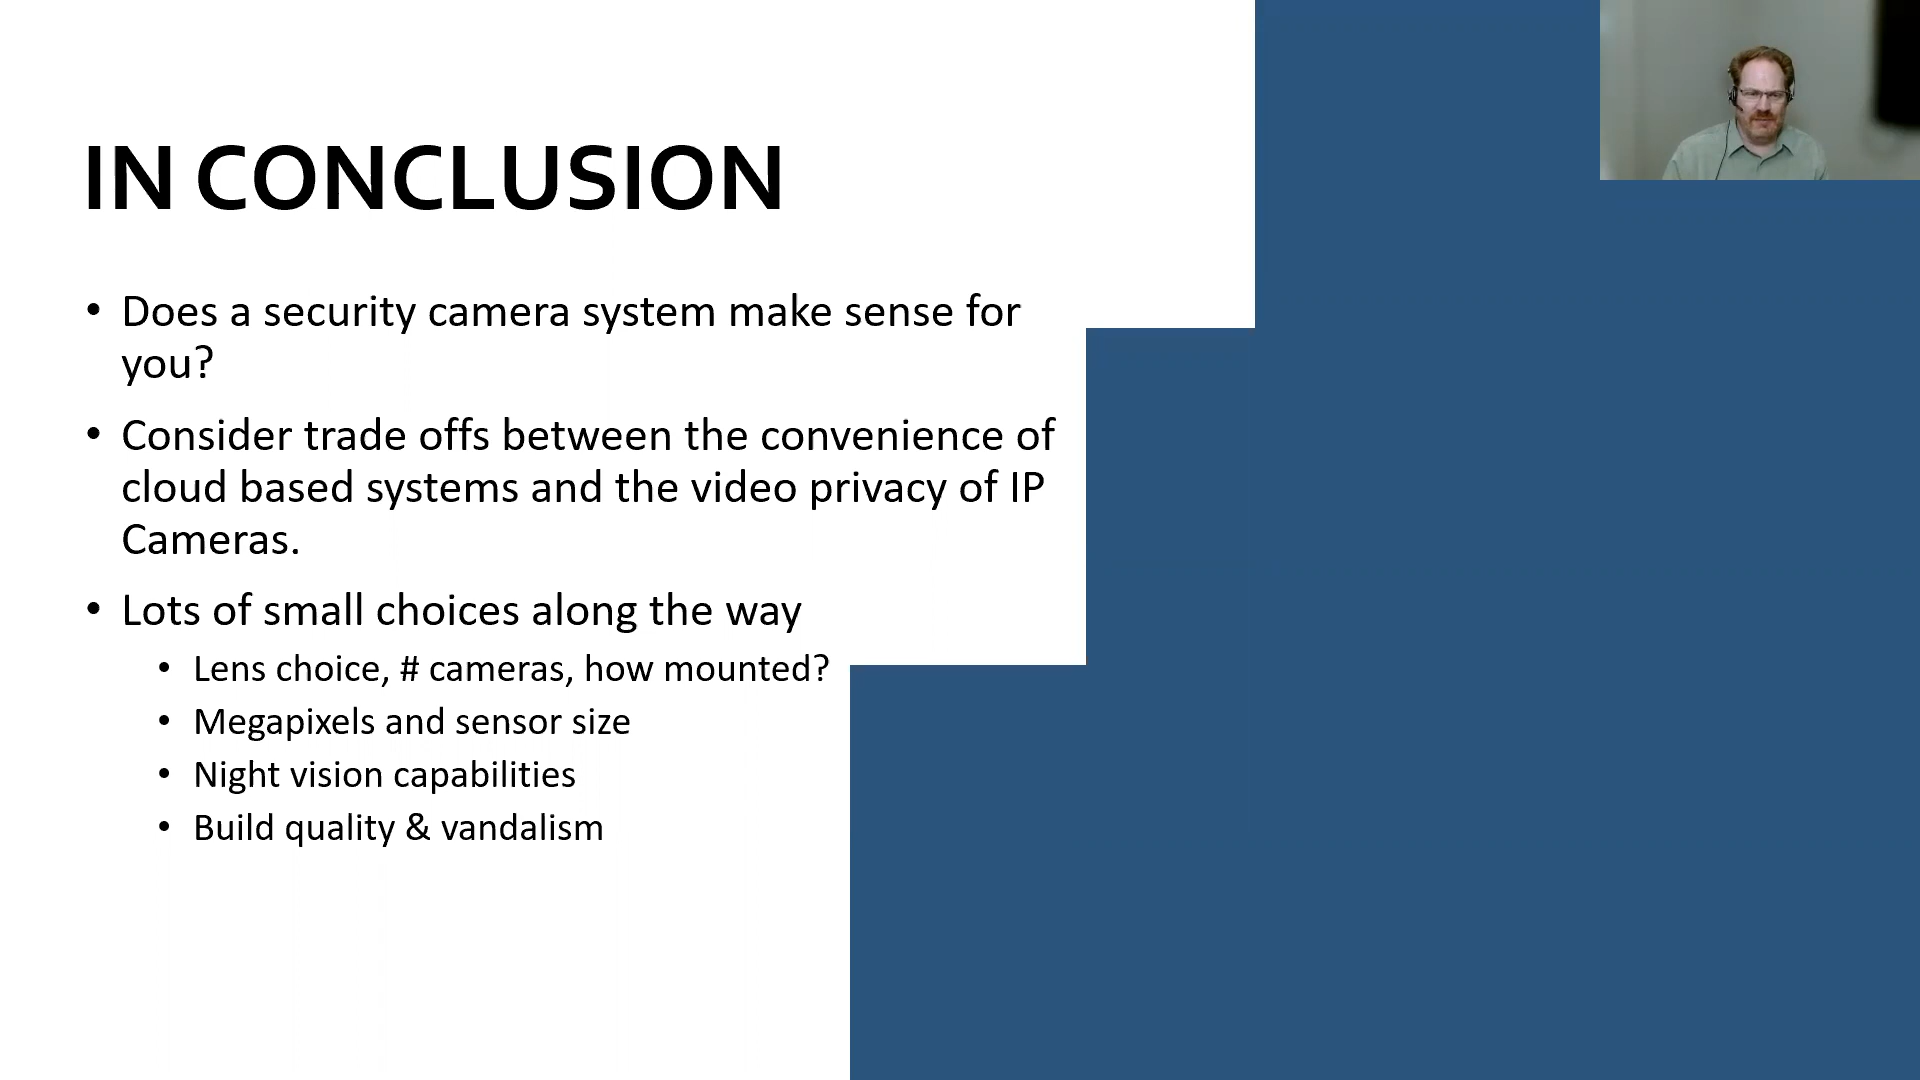 IN CONCLUSION
• Does a security camera system make sense for
you?
• Consider trade offs between the convenience of
cloud based systems and the video privacy of IP
Cameras.
• Lots of small choices along the way
• Lens choice, # cameras, how mounted?
• Megapixels and sensor size
• Night vision capabilities
• Build quality & vandalism